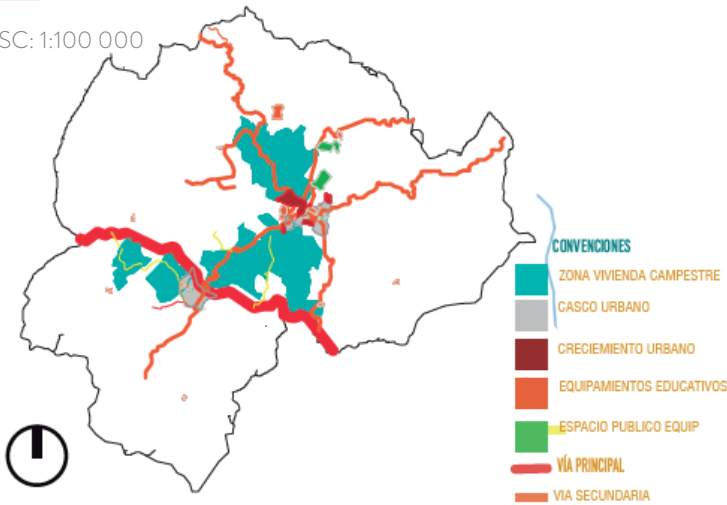 SC: 1:100 000
CONVENCIONES
ZONA VIVIENDA CAMPESTRE
CASCO URBANO
CRECIEMIENTO URBANO
EQUIPAMIENTOS EDUCATIVOS
ESPACIO PUBLICO EQUIP
VÍA PRINCIPAL
VIA SECUNDARIA